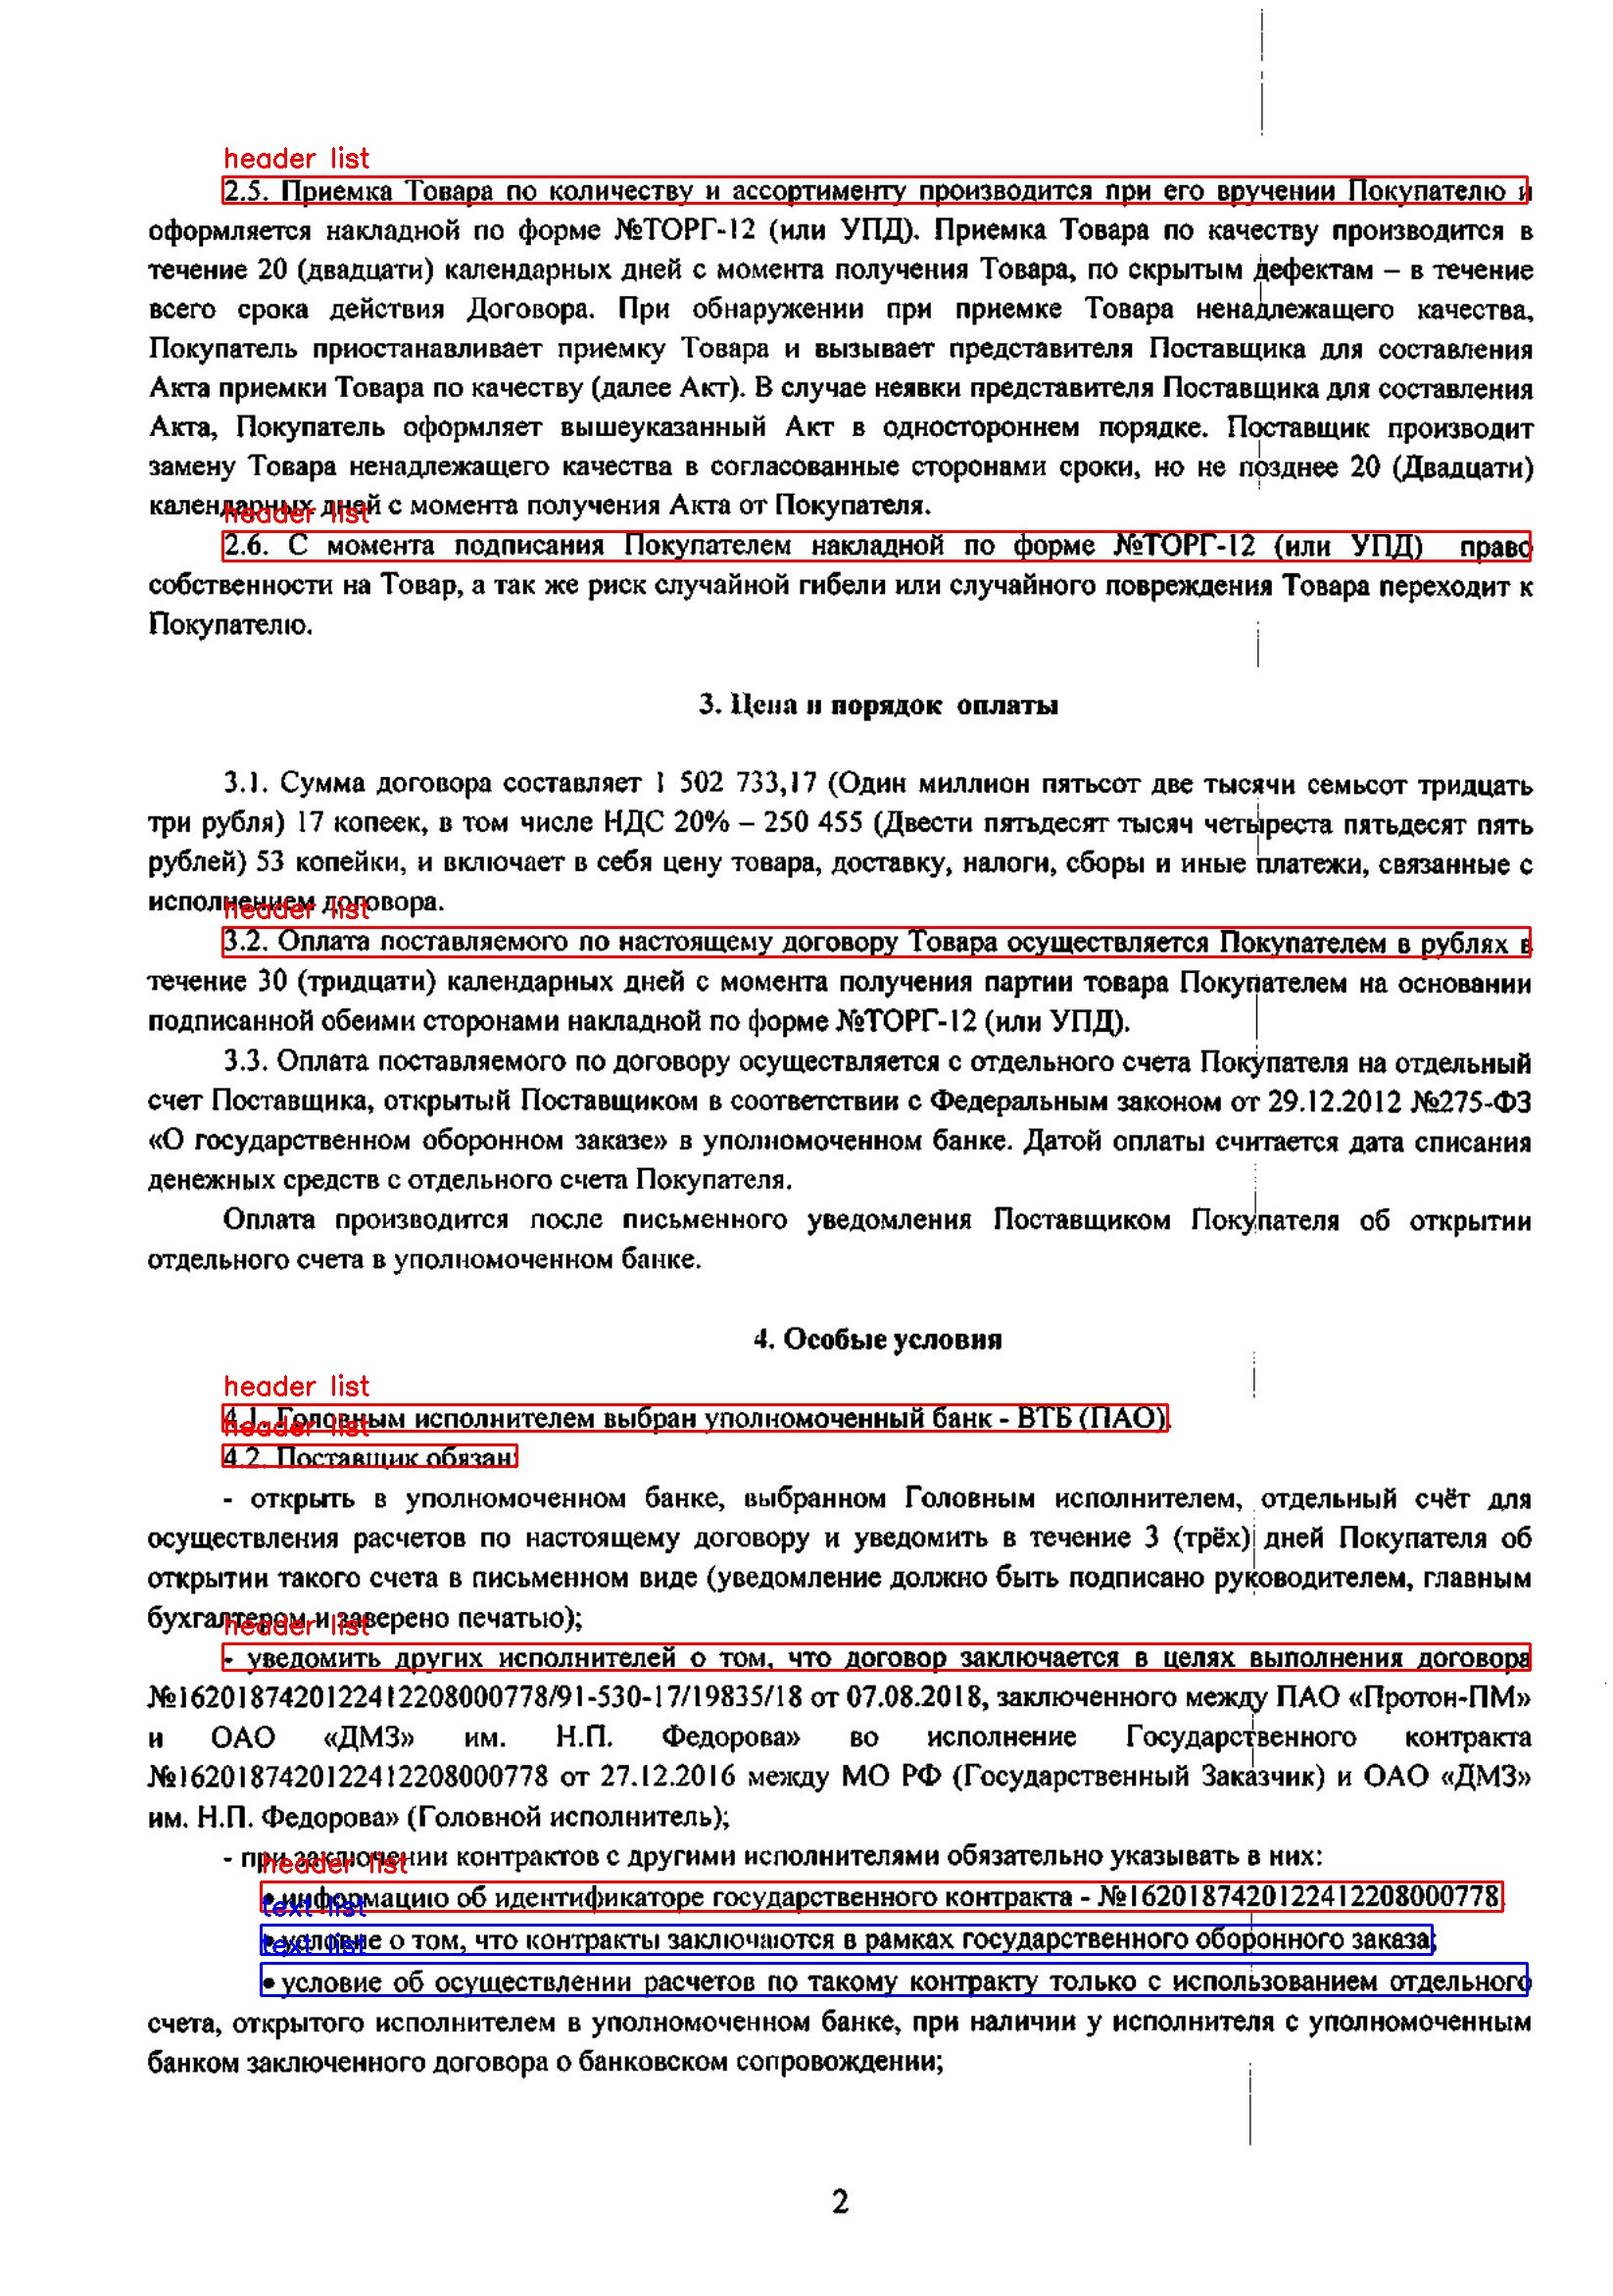 header list
2.5. Приемка Товара по количеству и ассортименту производится при его вручении Покупателю и
оформляется накладной по форме №ТОРГ-12 (или УПД). Приемка Товара по качеству производится в
течение 20 (двадцати) календарных дней с момента получения Товара, по скрытым дефектам – в течение
всего срока действия Договора. При обнаружении при приемке Товара ненадлежащего качества,
Покупатель приостанавливает приемку Товара и вызывает представителя Поставщика для составления
Акта приемки Товара по качеству (далее Акт). В случае неявки представителя Поставщика для составления
Акта, Покупатель оформляет вышеуказанный Акт в одностороннем порядке. Поставщик производит
замену Товара ненадлежащего качества в согласованные сторонами сроки, но не позднее 20 (Двадцати)
календарных дней с момента получения Акта от Покупателя.
header list
2.6. С момента подписания Покупателем накладной по форме №ТОРГ-12 (или УПД) право
собственности на Товар, а так же риск случайной гибели или случайного повреждения Товара переходит к
Покупателю.
3. Цена и порядок оплаты
3.1. Сумма договора составляет 1 502 733,17 (Один миллион пятьсот две тысячи семьсот тридцать
три рубля) 17 копеек, в том числе НДС 20% – 250 455 (Двести пятьдесят тысяч четыреста пятьдесят пять
рублей) 53 копейки, и включает в себя цену товара, доставку, налоги, сборы и иные платежи, связанные с
исполнением договора.
header list
3.2. Оплата поставляемого по настоящему договору Товара осуществляется Покупателем в рублях в
течение 30 (тридцати) календарных дней с момента получения партии товара Покупателем на основании
подписанной обеими сторонами накладной по форме №ТОРГ-12 (или УПД).
3.3. Оплата поставляемого по договору осуществляется с отдельного счета Покупателя на отдельный
счет Поставщика, открытый Поставщиком в соответствии с Федеральным законом от 29.12.2012 №275-ФЗ
«О государственном оборонном заказе» в уполномоченном банке. Датой оплаты считается дата списания
денежных средств с отдельного счета Покупателя.
Оплата производится после письменного уведомления Поставщиком Покупателя об открытии
отдельного счета в уполномоченном банке.
4. Особые условия
header list
4.1. Головным исполнителем выбран уполномоченный банк - ВТБ (ПАО).
header list
4.2. Поставщик обязан:
- открыть в уполномоченном банке, выбранном Головным исполнителем, отдельный счёт для
осуществления расчетов по настоящему договору и уведомить в течение 3 (трёх) дней Покупателя об
открытии такого счета в письменном виде (уведомление должно быть подписано руководителем, главным
бухгалтером и заверено печатью);
header list
- уведомить других исполнителей о том, что договор заключается в целях выполнения договора
№1620187420122412208000778/91-530-17/19835/18 от 07.08.2018, заключенного между ПАО «Протон-ПМ»
и ОАО «ДМЗ» им. Н.П. Федорова» во исполнение Государственного контракта
№1620187420122412208000778 от 27.12.2016 между МО РФ (Государственный Заказчик) и ОАО «ДМЗ»
им. Н.П. Федорова» (Головной исполнитель);
- при заключении контрактов с другими исполнителями обязательно указывать в них:
header list
• информацию об идентификаторе государственного контракта - №1620187420122412208000778
text list
• условие о том, что контракты заключаются в рамках государственного оборонного заказа;
text list
• условие об осуществлении расчетов по такому контракту только с использованием отдельного
счета, открытого исполнителем в уполномоченном банке, при наличии у исполнителя с уполномоченным
банком заключенного договора о банковском сопровождении;
2